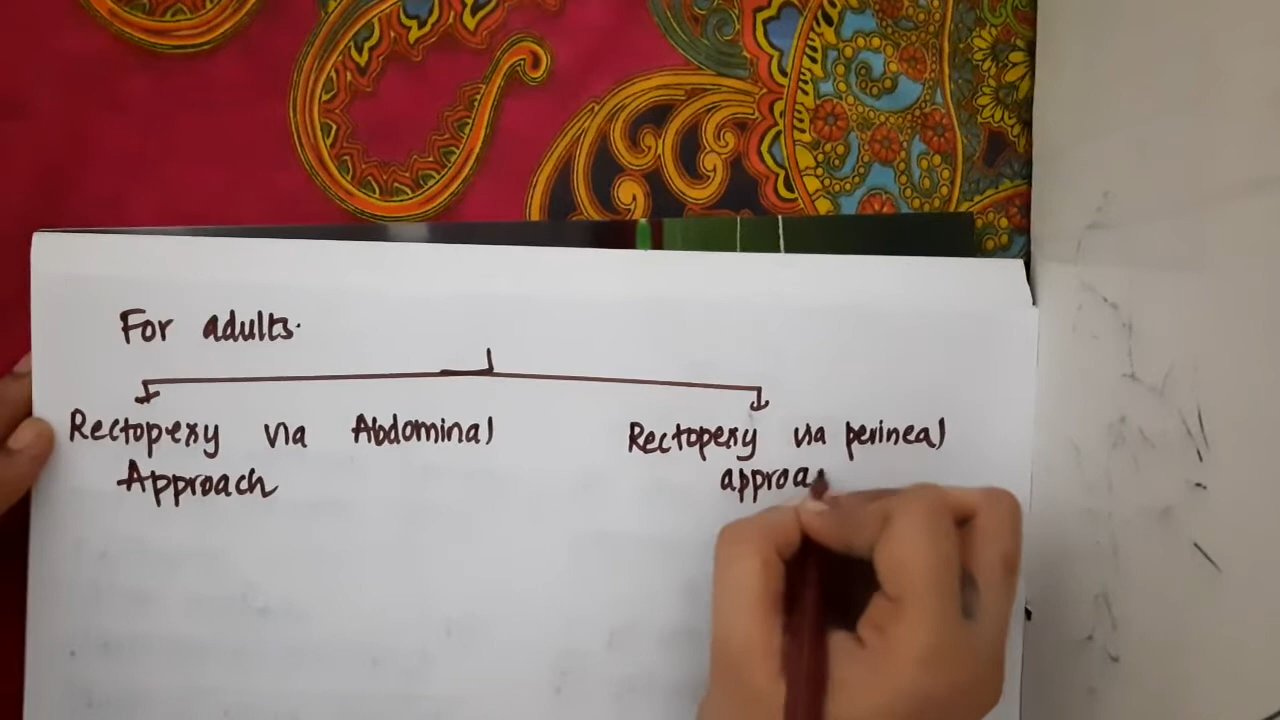 For adults.
Rectopexy via Abdominal
Approach
Rectopexy via perineal
approa